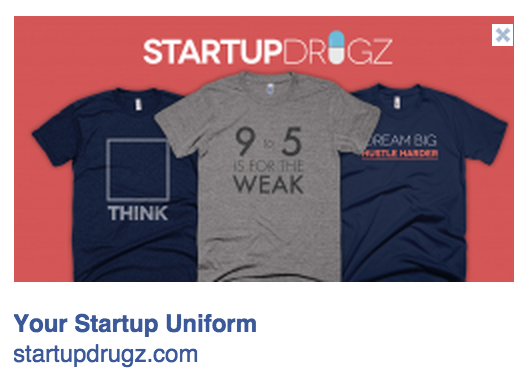 STARTUPDRUGZ
THINK
9 to 5
IS FOR THE
WEAK
DREAM BIG
HUSTLE HARDER
Your Startup Uniform
startupdrugz.com